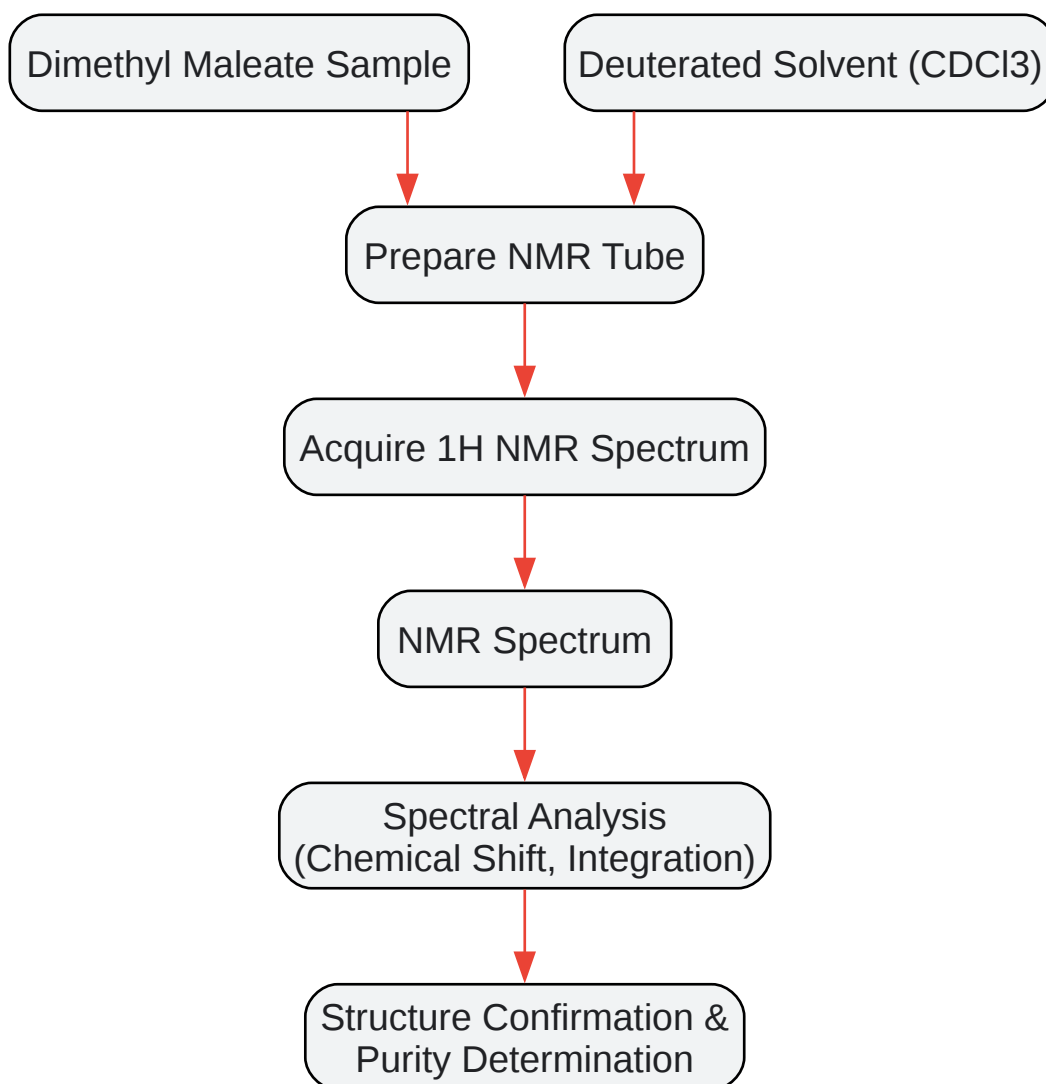 Dimethyl Maleate Sample
Deuterated Solvent (CDCl3)
Prepare NMR Tube
Acquire 1H NMR Spectrum
NMR Spectrum
Spectral Analysis
(Chemical Shift, Integration)
Structure Confirmation &
Purity Determination